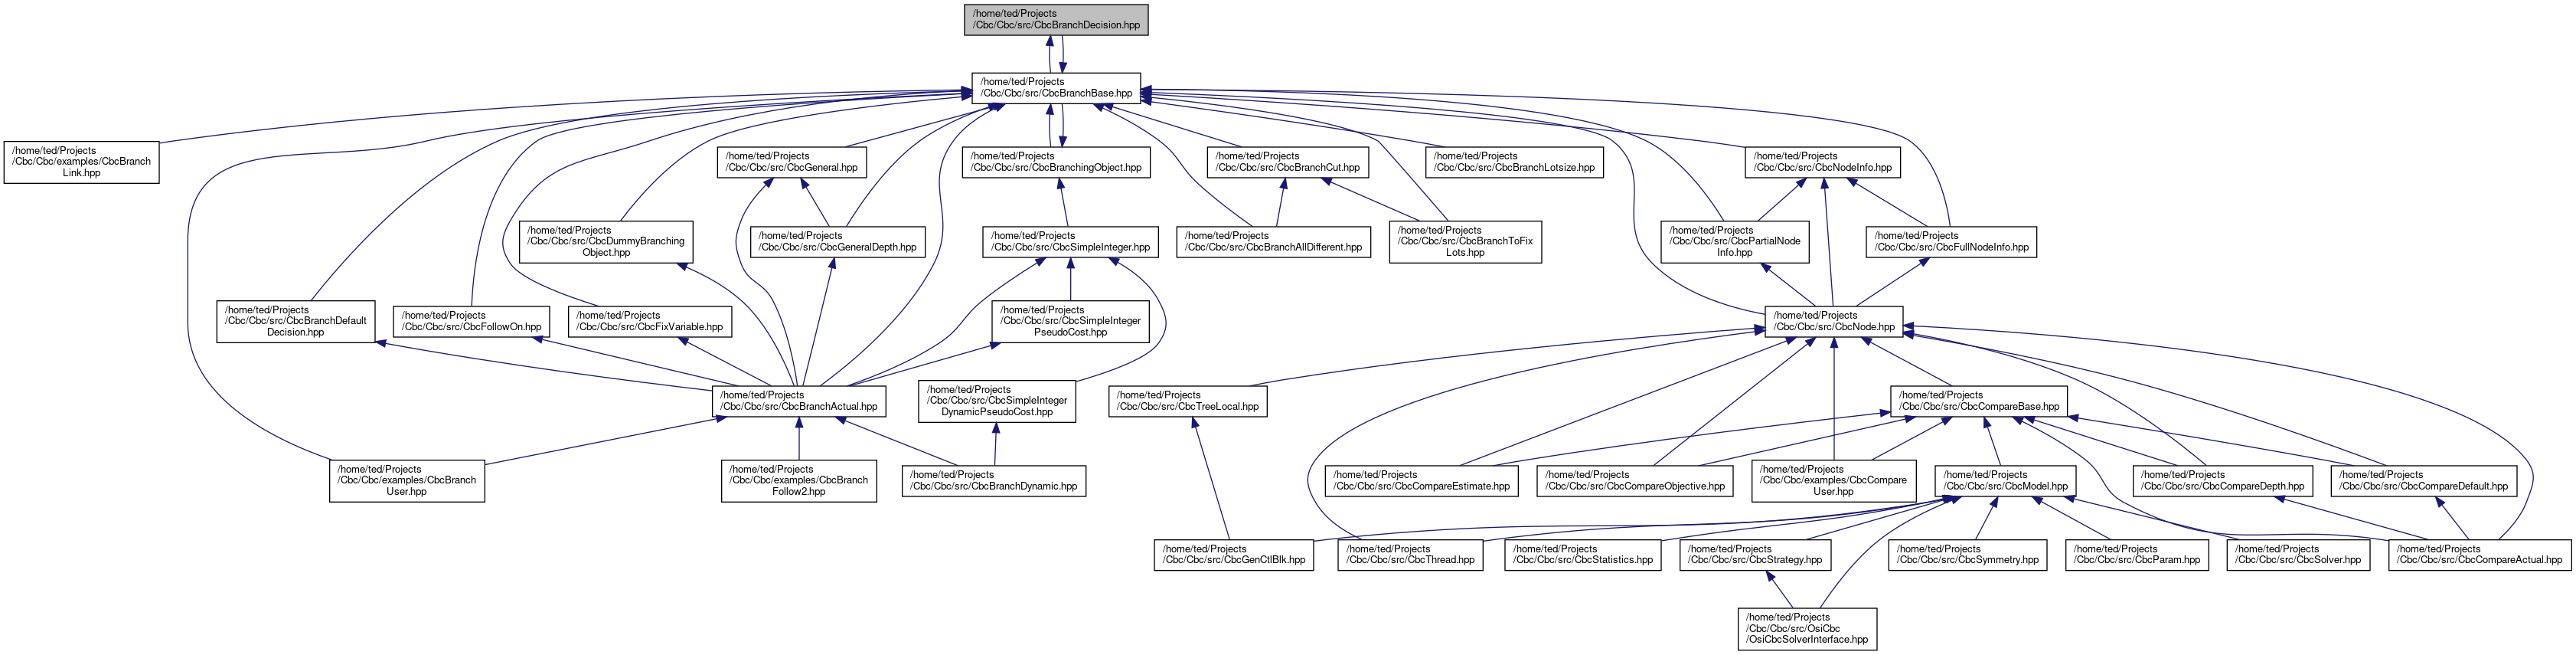 /home/ted/Projects
/Cbc/Cbc/src/CbcBranchDecision.hpp
/home/ted/Projects
/Cbc/Cbc/src/CbcBranchBase.hpp
/home/ted/Projects
/Cbc/Cbc/examples/CbcBranch
Link.hpp
/home/ted/Projects
/Cbc/Cbc/src/CbcGeneral.hpp
/home/ted/Projects
/Cbc/Cbc/src/CbcBranchingObject.hpp
/home/ted/Projects
/Cbc/Cbc/src/CbcBranchCut.hpp
/home/ted/Projects
/Cbc/Cbc/src/CbcBranchLotsize.hpp
/home/ted/Projects
/Cbc/Cbc/src/CbcNodeInfo.hpp
/home/ted/Projects
/Cbc/Cbc/src/CbcDummyBranching
Object.hpp
/home/ted/Projects
/Cbc/Cbc/src/CbcGeneralDepth.hpp
/home/ted/Projects
/Cbc/Cbc/src/CbcSimpleInteger.hpp
/home/ted/Projects
/Cbc/Cbc/src/CbcBranchAllDifferent.hpp
/home/ted/Projects
/Cbc/Cbc/src/CbcBranchToFix
Lots.hpp
/home/ted/Projects
/Cbc/Cbc/src/CbcPartialNode
Info.hpp
/home/ted/Projects
/Cbc/Cbc/src/CbcFullNodeInfo.hpp
/home/ted/Projects
/Cbc/Cbc/src/CbcBranchDefault
Decision.hpp
/home/ted/Projects
/Cbc/Cbc/src/CbcFollowOn.hpp
/home/ted/Projects
/Cbc/Cbc/src/CbcFixVariable.hpp
/home/ted/Projects
/Cbc/Cbc/src/CbcSimpleInteger
PseudoCost.hpp
/home/ted/Projects
/Cbc/Cbc/src/CbcNode.hpp
/home/ted/Projects
/Cbc/Cbc/src/CbcBranchActual.hpp
/home/ted/Projects
/Cbc/Cbc/src/CbcSimpleInteger
DynamicPseudoCost.hpp
/home/ted/Projects
/Cbc/Cbc/src/CbcTreeLocal.hpp
/home/ted/Projects
/Cbc/Cbc/src/CbcCompareBase.hpp
/home/ted/Projects
/Cbc/Cbc/examples/CbcBranch
User.hpp
/home/ted/Projects
/Cbc/Cbc/examples/CbcBranch
Follow2.hpp
/home/ted/Projects
/Cbc/Cbc/src/CbcBranchDynamic.hpp
/home/ted/Projects
/Cbc/Cbc/src/CbcCompareEstimate.hpp
/home/ted/Projects
/Cbc/Cbc/src/CbcCompareObjective.hpp
/home/ted/Projects
/Cbc/Cbc/examples/CbcCompare
User.hpp
/home/ted/Projects
/Cbc/Cbc/src/CbcModel.hpp
/home/ted/Projects
/Cbc/Cbc/src/CbcCompareDepth.hpp
/home/ted/Projects
/Cbc/Cbc/src/CbcCompareDefault.hpp
/home/ted/Projects
/Cbc/Cbc/src/CbcGenCtlBlk.hpp
/home/ted/Projects
/Cbc/Cbc/src/CbcThread.hpp
/home/ted/Projects
/Cbc/Cbc/src/CbcStatistics.hpp
/home/ted/Projects
/Cbc/Cbc/src/CbcStrategy.hpp
/home/ted/Projects
/Cbc/Cbc/src/CbcSymmetry.hpp
/home/ted/Projects
/Cbc/Cbc/src/CbcParam.hpp
/home/ted/Projects
/Cbc/Cbc/src/CbcSolver.hpp
/home/ted/Projects
/Cbc/Cbc/src/CbcCompareActual.hpp
/home/ted/Projects
/Cbc/Cbc/src/OsiCbc
/OsiCbcSolverInterface.hpp